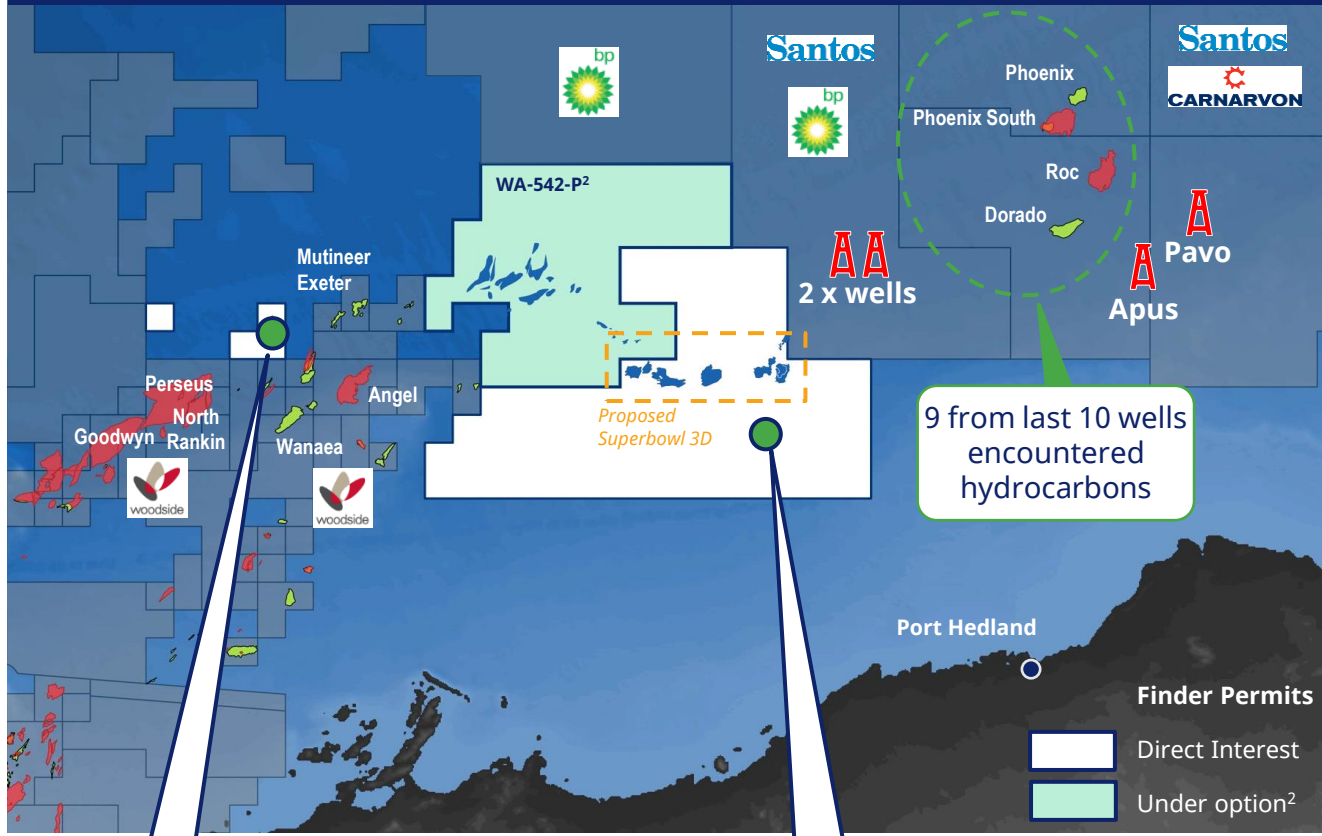 bp
Santos
bp
Santos
CARNARVON
Phoenix
Phoenix South
Roc
Dorado
WA-542-P²
Mutineer
Exeter
2 x wells
Pavo
Apus
Perseus
North
Rankin
Goodwyn
Angel
Wanaea
woodside
woodside
Proposed
Superbowl 3D
9 from last 10 wells
encountered
hydrocarbons
Port Hedland
Finder Permits
Direct Interest
Under option²